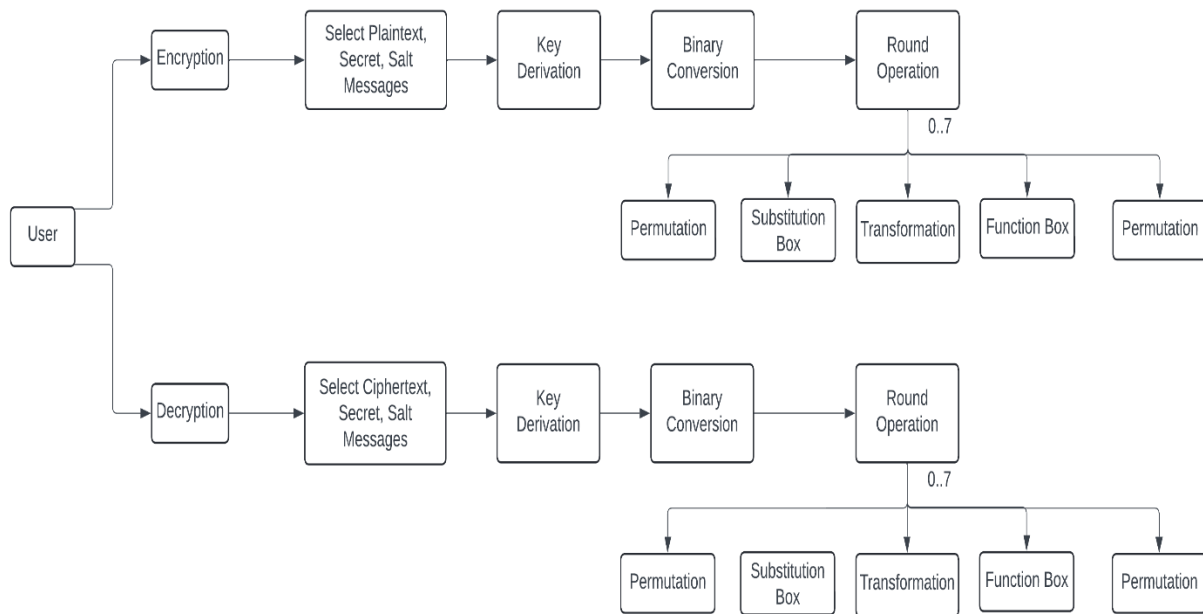 Encryption
Select Plaintext,
Secret, Salt
Messages
Key
Derivation
Binary
Conversion
Round
Operation
0..7
Permutation
Substitution
Box
Transformation
Function Box
Permutation
User
Decryption
Select Ciphertext,
Secret, Salt
Messages
Key
Derivation
Binary
Conversion
Round
Operation
0..7
Permutation
Substitution
Box
Transformation
Function Box
Permutation